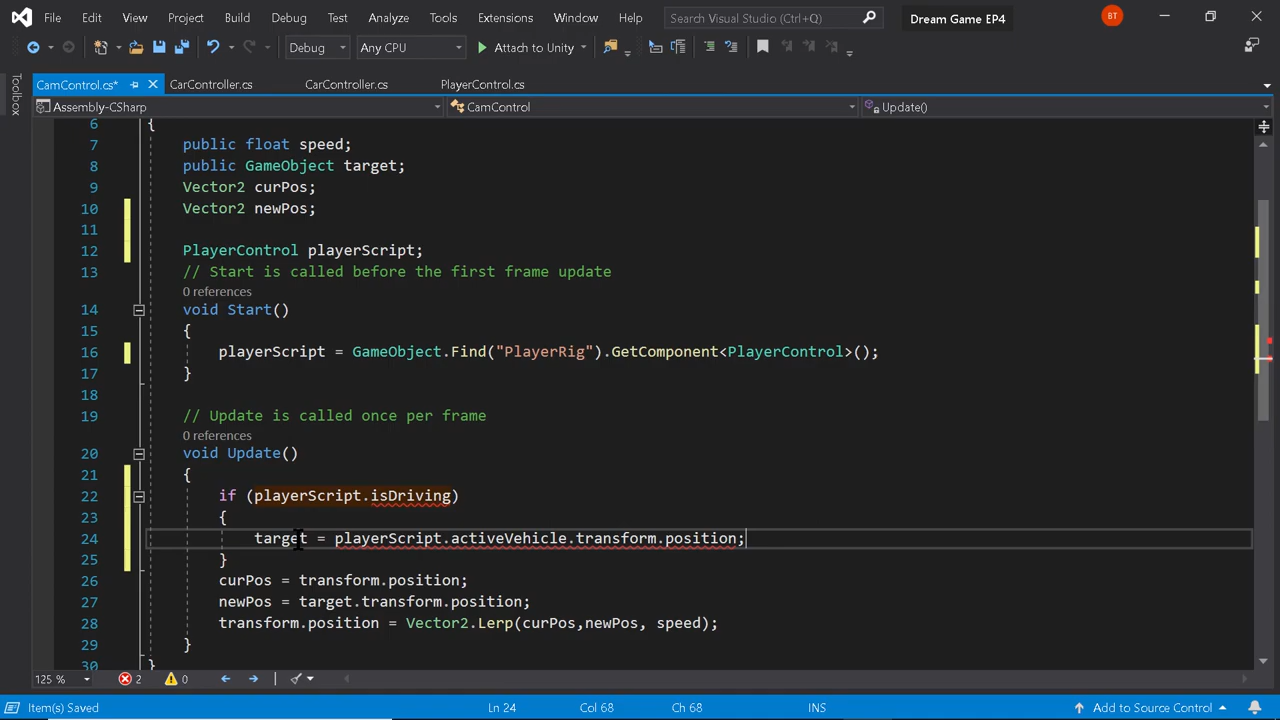 File Edit View Project Build Debug Test Analyze Tools Extensions Window Help Search Visual Studio (Ctrl+Q) Dream Game EP4 BT
Debug Any CPU Attach to Unity
Toolbox
CamControl.cs* CarController.cs CarController.cs PlayerControl.cs
Assembly-CSharp CamControl Update()
6 {
7 public float speed;
8 public GameObject target;
9 Vector2 curPos;
10 Vector2 newPos;
11
12 PlayerControl playerScript;
13 // Start is called before the first frame update
0 references
14 void Start()
15 {
16 playerScript = GameObject.Find("PlayerRig").GetComponent<PlayerControl>();
17 }
18
19 // Update is called once per frame
0 references
20 void Update()
21 {
22 if (playerScript.isDriving)
23 {
24 target = playerScript.activeVehicle.transform.position;
25 }
26 curPos = transform.position;
27 newPos = target.transform.position;
28 transform.position = Vector2.Lerp(curPos,newPos, speed);
29 }
30 }
125 % 2 0
Item(s) Saved Ln 24 Col 68 Ch 68 INS Add to Source Control